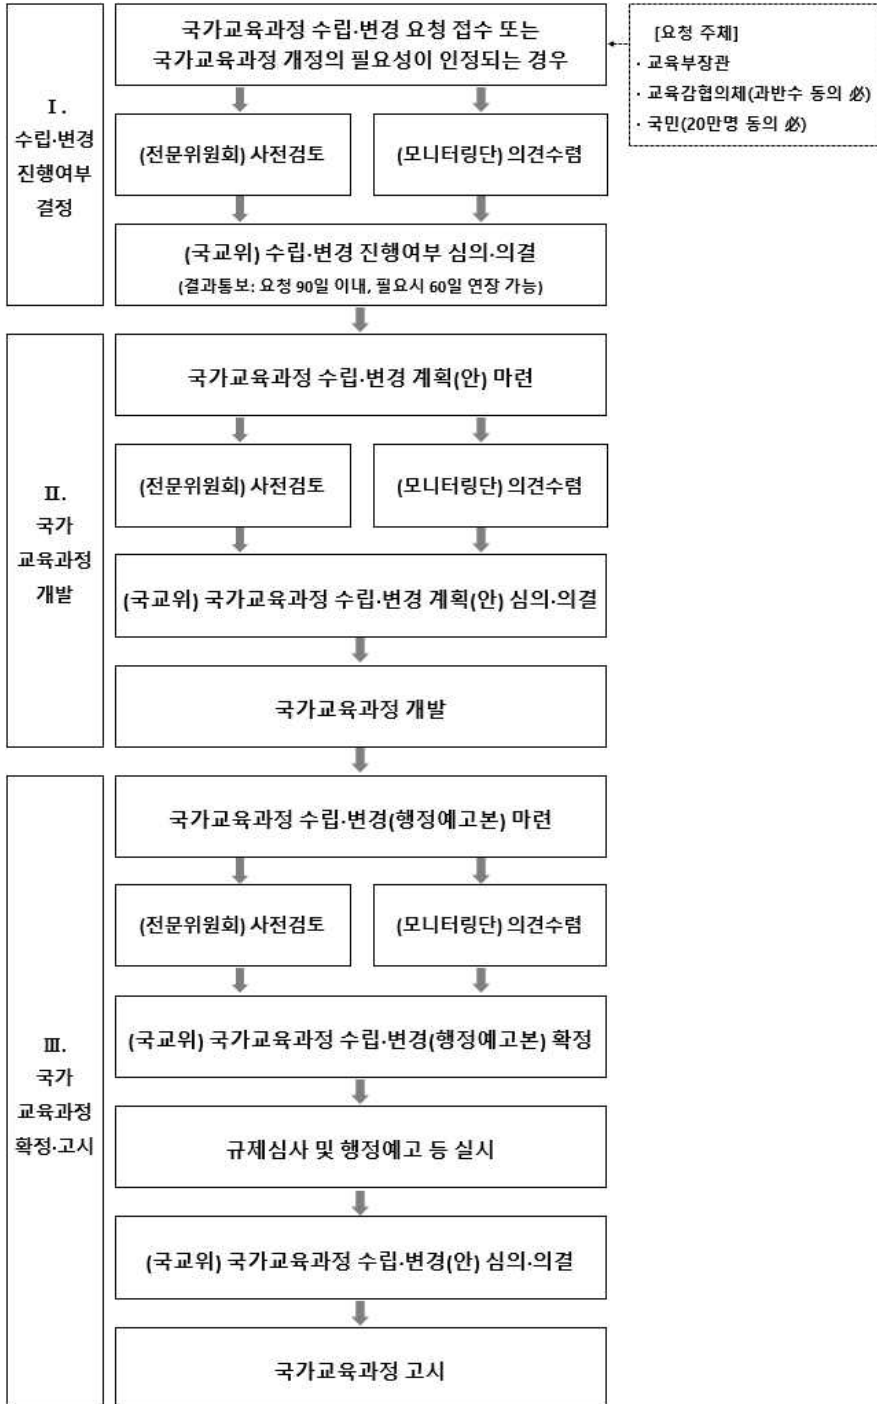 국가교육과정 수립·변경 요청 접수 또는
국가교육과정 개정의 필요성이 인정되는 경우
[요청 주체]
· 교육부장관
· 교육감협의체(과반수 동의 必)
· 국민(20만명 동의 必)
Ⅰ.
수립·변경
진행여부
결정
(전문위원회) 사전검토
(모니터링단) 의견수렴
(국교위) 수립·변경 진행여부 심의·의결
(결과통보: 요청 90일 이내, 필요시 60일 연장 가능)
Ⅱ.
국가
교육과정
개발
국가교육과정 수립·변경 계획(안) 마련
(전문위원회) 사전검토
(모니터링단) 의견수렴
(국교위) 국가교육과정 수립·변경 계획(안) 심의·의결
국가교육과정 개발
Ⅲ.
국가
교육과정
확정·고시
국가교육과정 수립·변경(행정예고본) 마련
(전문위원회) 사전검토
(모니터링단) 의견수렴
(국교위) 국가교육과정 수립·변경(행정예고본) 확정
규제심사 및 행정예고 등 실시
(국교위) 국가교육과정 수립·변경(안) 심의·의결
국가교육과정 고시